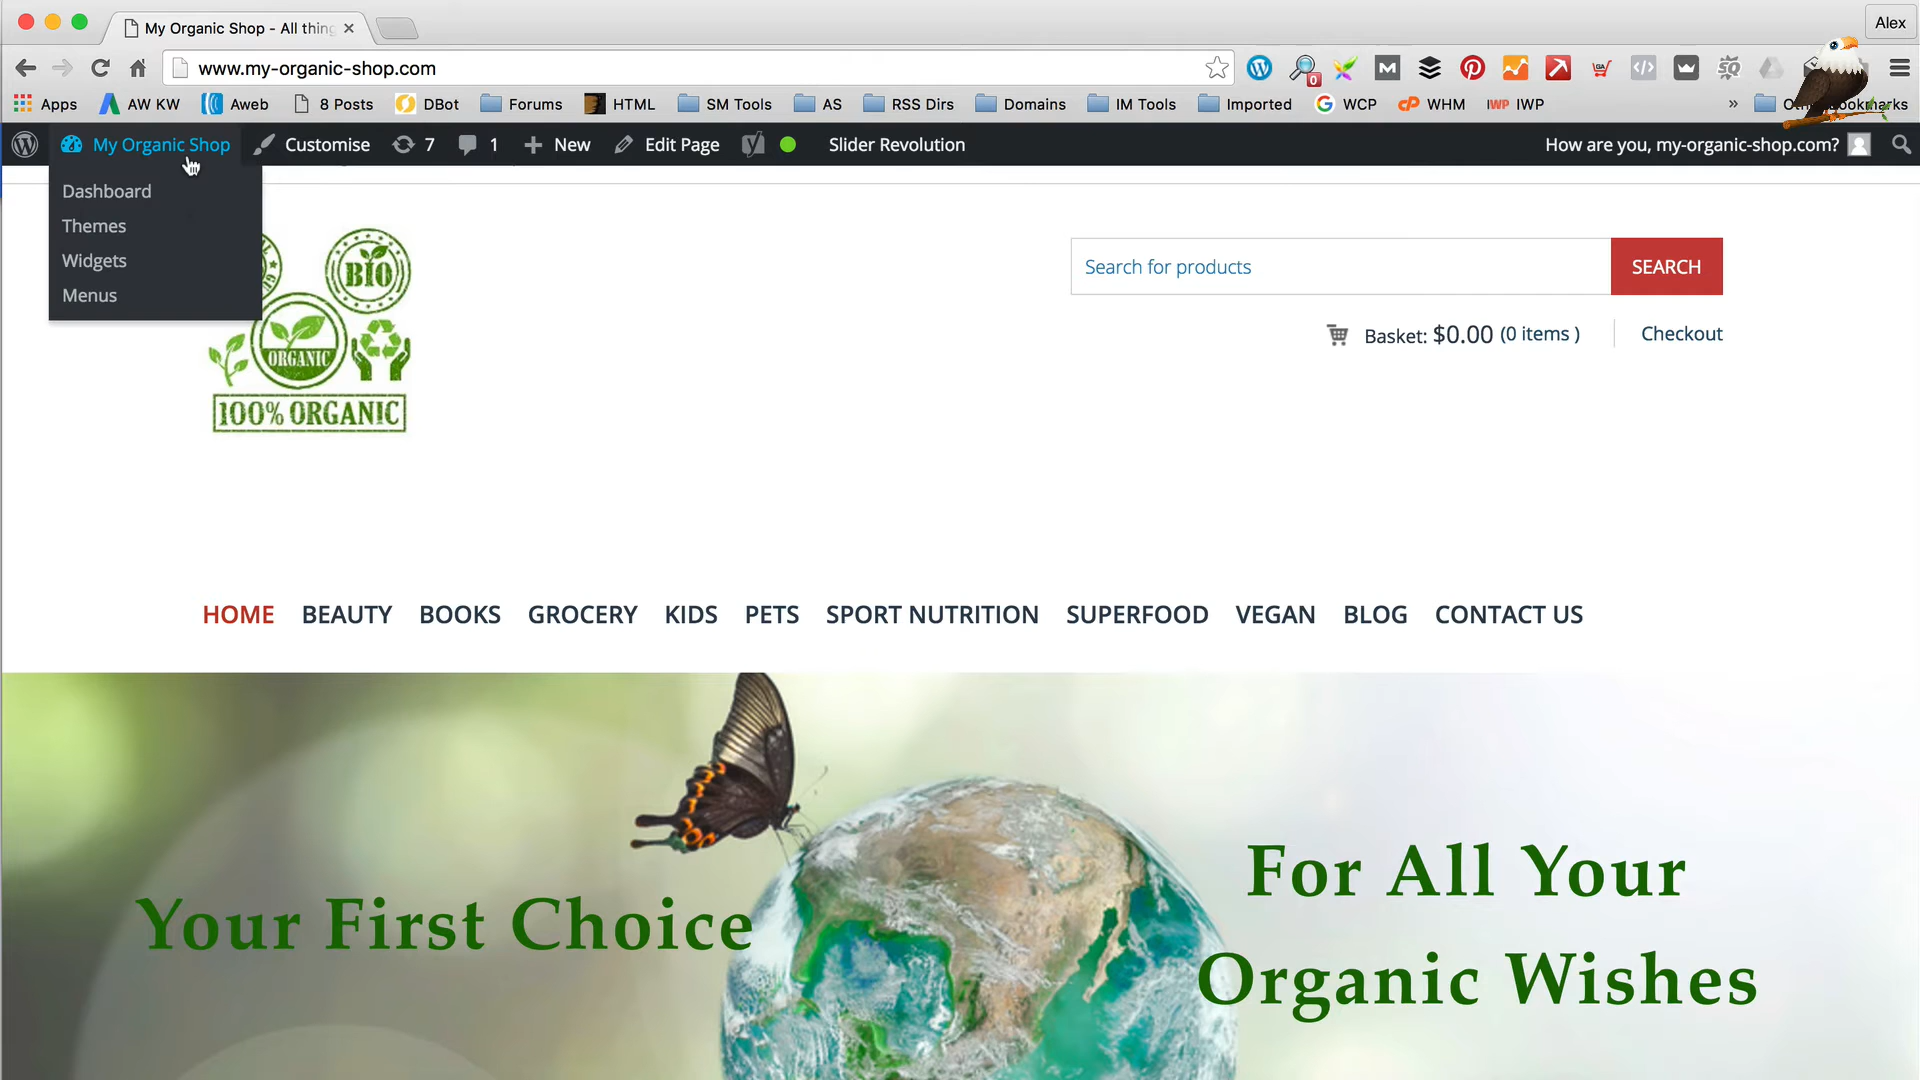 My Organic Shop - All thing
Alex
www.my-organic-shop.com
0
Apps AW KW Aweb 8 Posts DBot Forums HTML SM Tools AS RSS Dirs Domains IM Tools Imported WCP WHM IWP IWP » Bookmarks
My Organic Shop Customise 7 1 New Edit Page Slider Revolution How are you, my-organic-shop.com?
Dashboard
Themes
Widgets
Menus
BIO
ORGANIC
100% ORGANIC
Search for products SEARCH
Basket: $0.00 (0 items ) Checkout
HOME BEAUTY BOOKS GROCERY KIDS PETS SPORT NUTRITION SUPERFOOD VEGAN BLOG CONTACT US
Your First Choice
For All Your
Organic Wishes